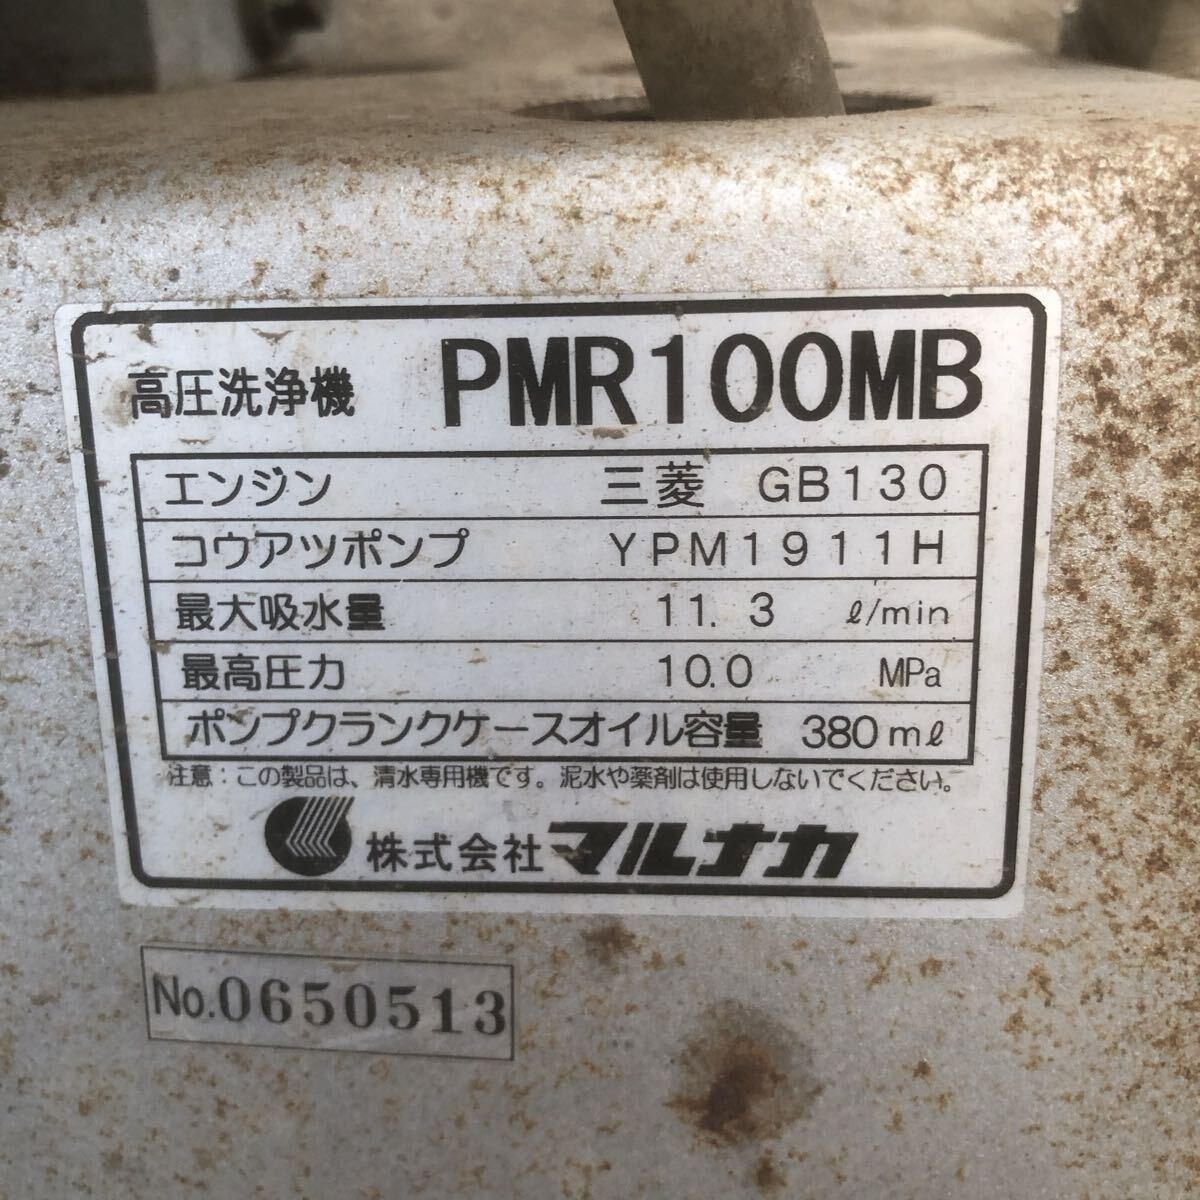 高圧洗浄機 PMR100MB
エンジン 三菱 GB130
コウアツポンプ YPM1911H
最大吸水量 11.3 ℓ/min
最高圧力 10.0 MPa
ポンプクランクケースオイル容量 380mℓ
注意：この製品は、清水専用機です。泥水や薬剤は使用しないでください。
株式会社マルナカ
No.0650513